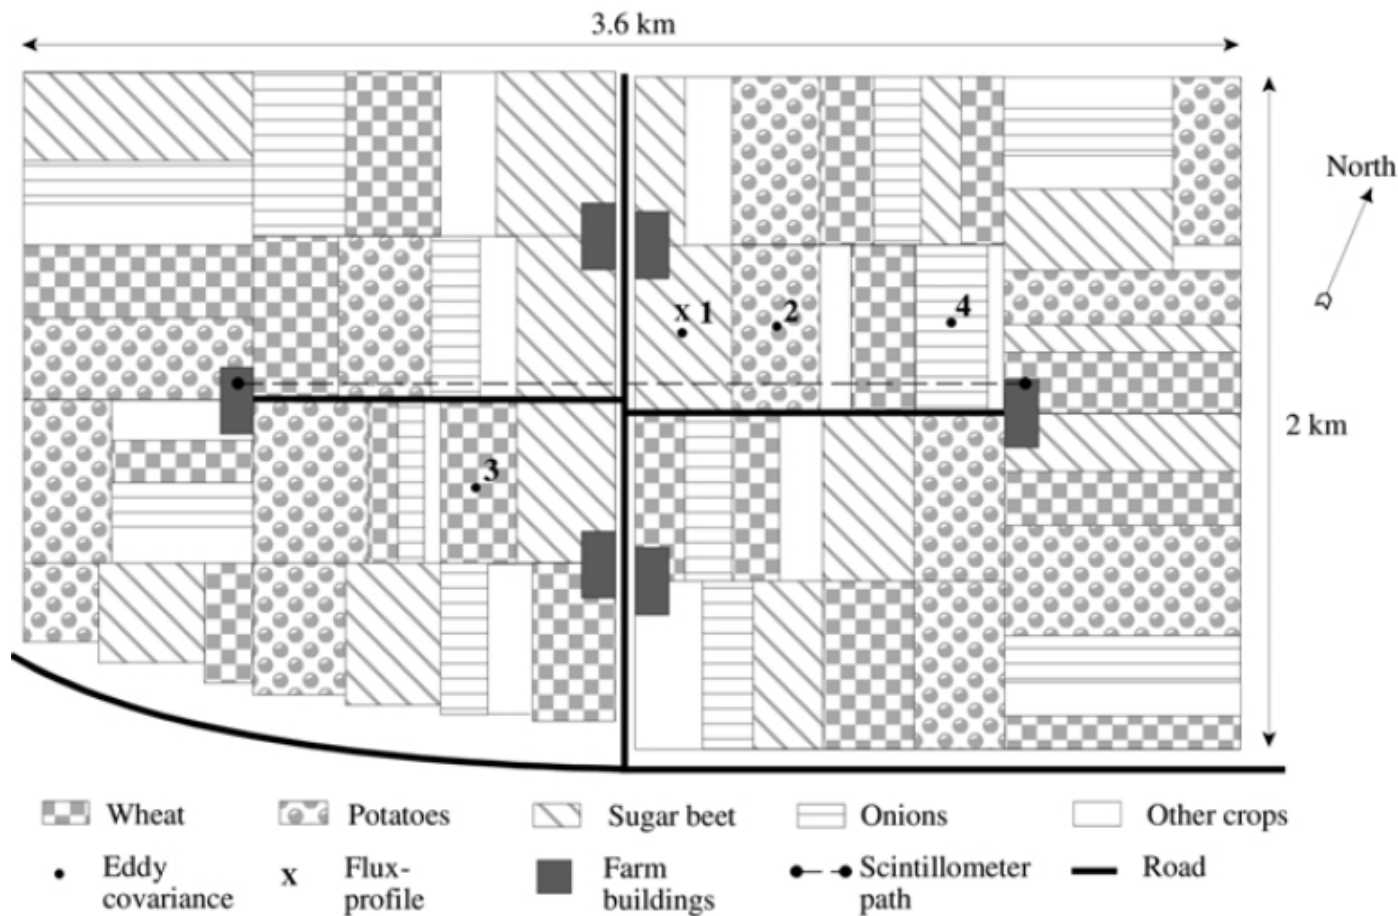 3.6 km
North
x 1
2
4
2 km
3
Wheat
Potatoes
Sugar beet
Onions
Other crops
Eddy
covariance
x
Flux-
profile
Farm
buildings
Scintillometer
path
Road